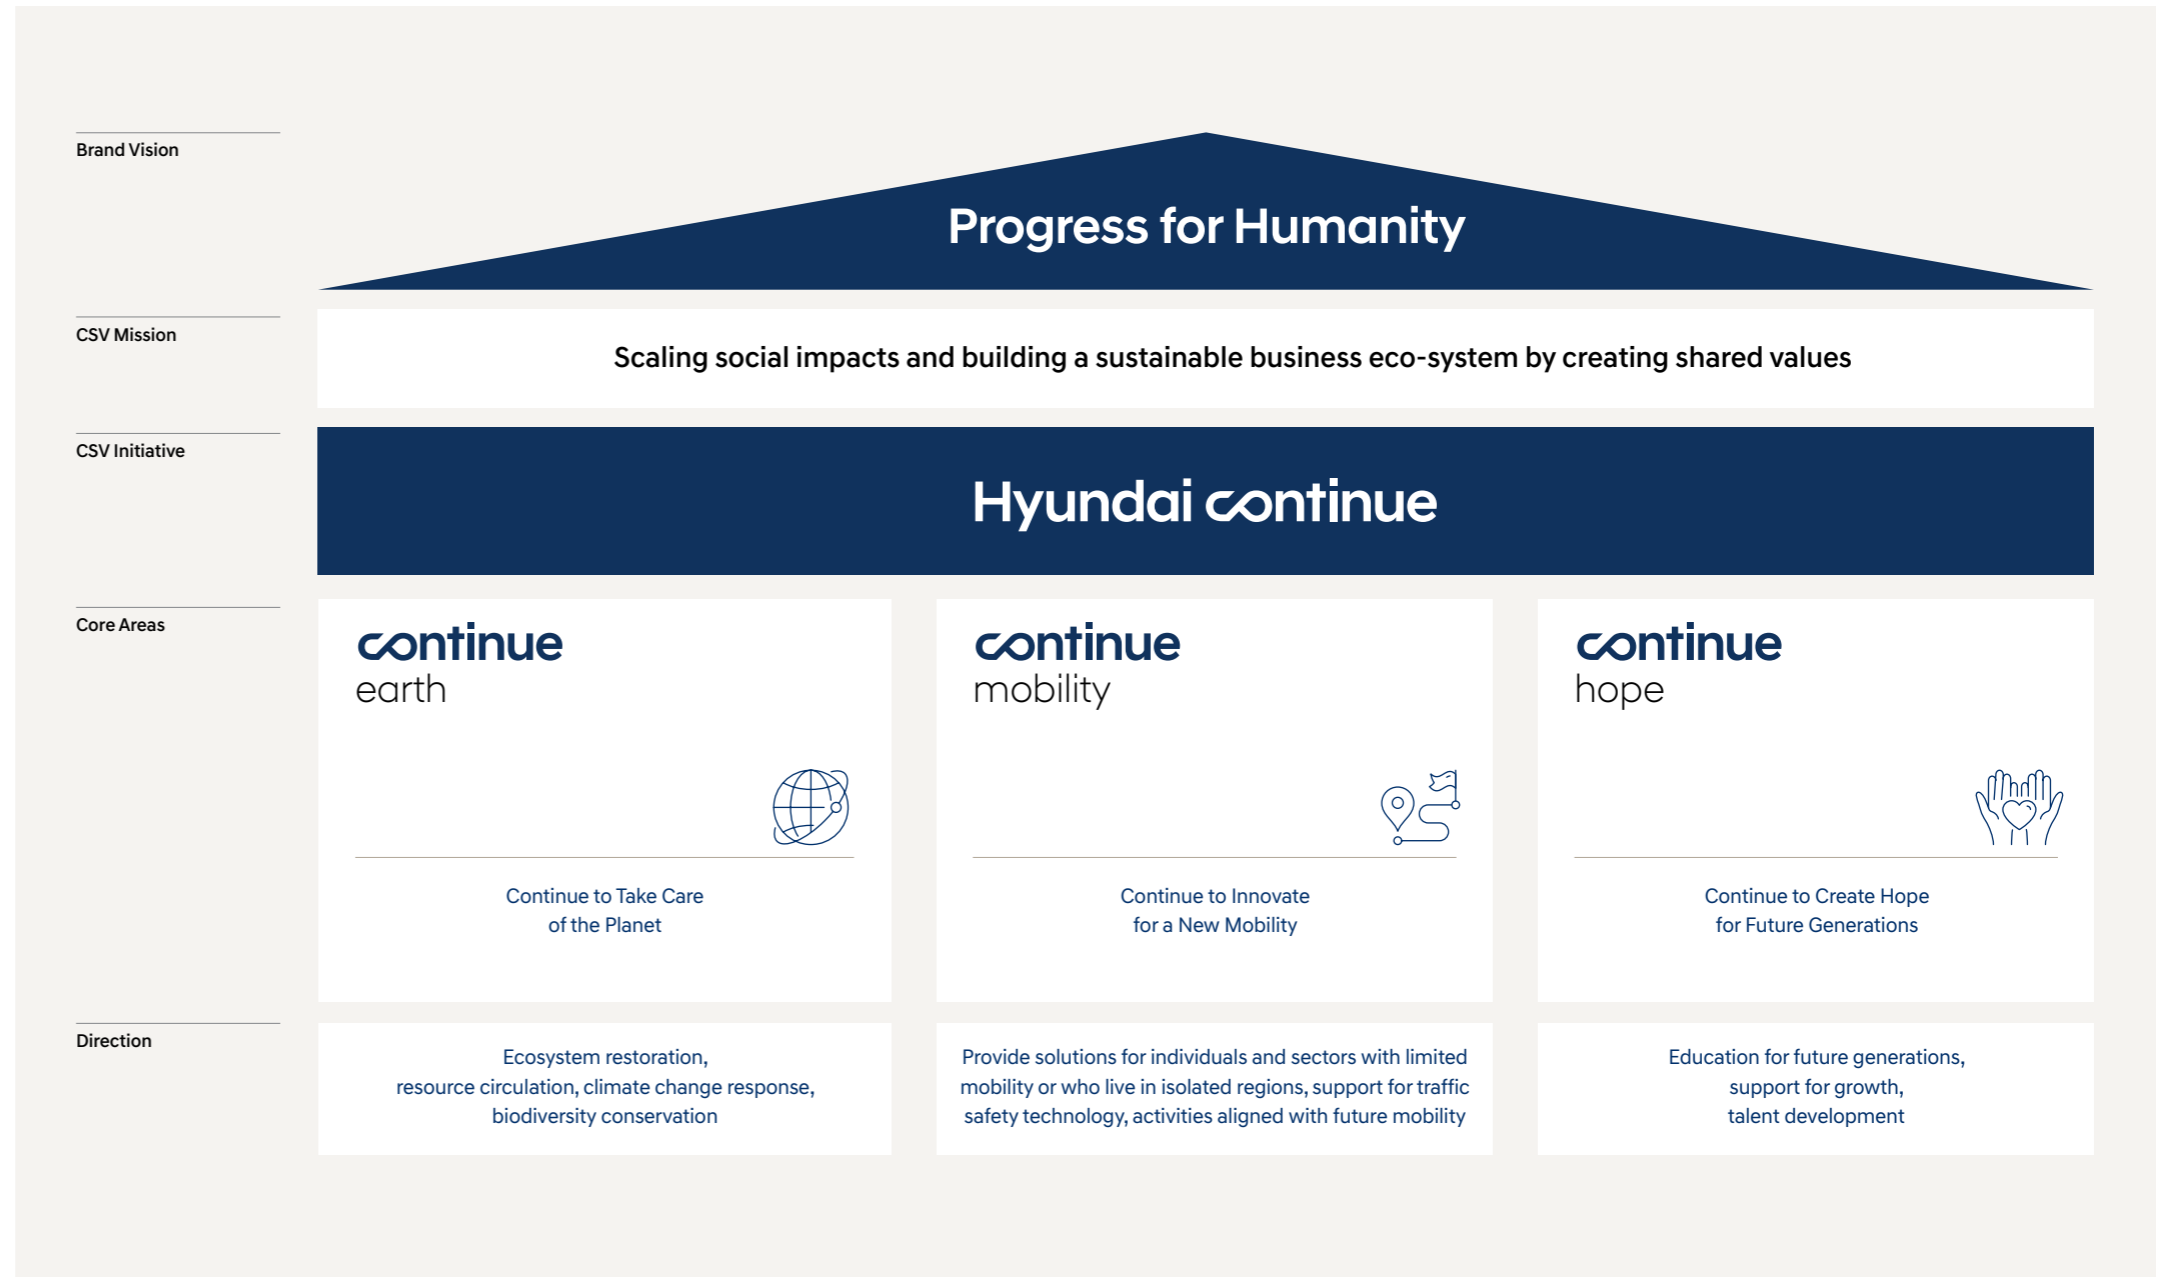 Brand Vision
Progress for Humanity
CSV Mission
Scaling social impacts and building a sustainable business eco-system by creating shared values
CSV Initiative
Hyundai continue
Core Areas
continue
earth
Continue to Take Care
of the Planet
continue
mobility
Continue to Innovate
for a New Mobility
continue
hope
Continue to Create Hope
for Future Generations
Direction
Ecosystem restoration,
resource circulation, climate change response,
biodiversity conservation
Provide solutions for individuals and sectors with limited
mobility or who live in isolated regions, support for traffic
safety technology, activities aligned with future mobility
Education for future generations,
support for growth,
talent development